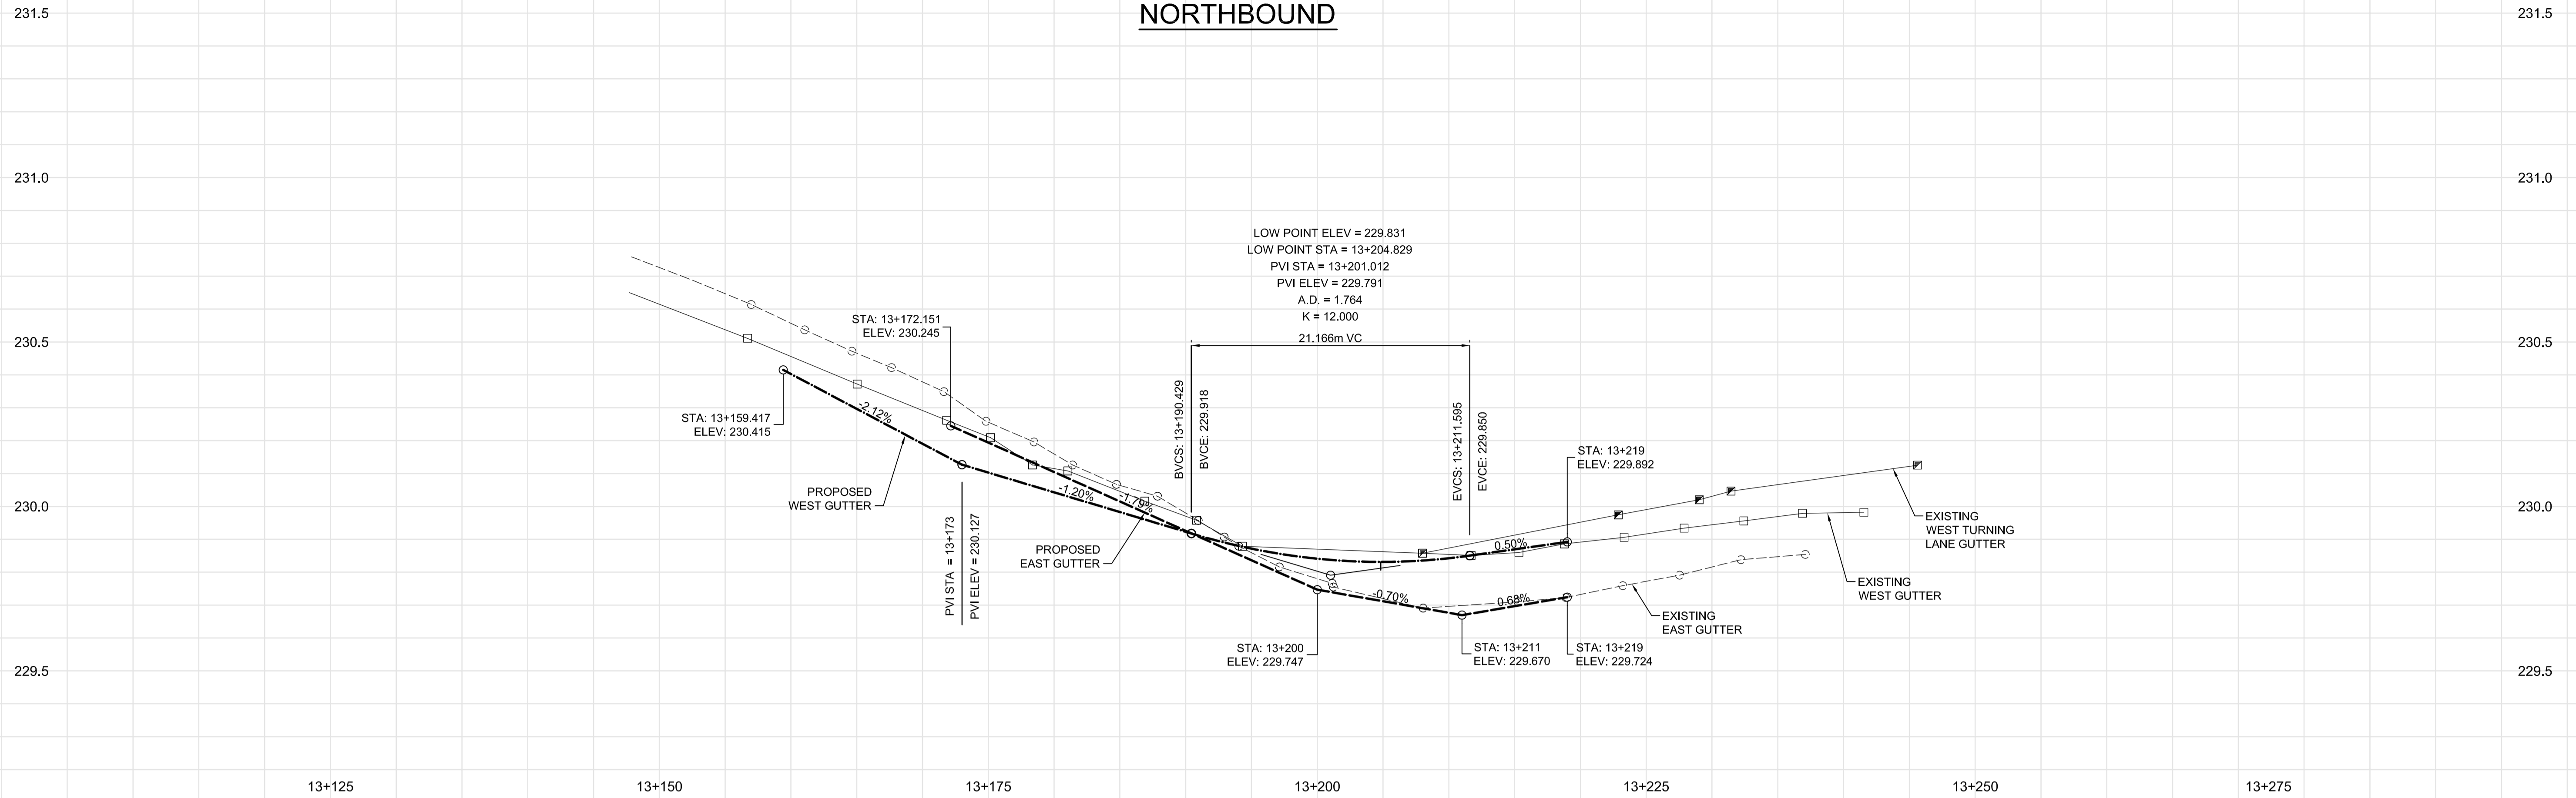 NORTHBOUND
231.5
231.5
231.0
231.0
LOW POINT ELEV = 229.831
LOW POINT STA = 13+204.829
PVI STA = 13+201.012
PVI ELEV = 229.791
A.D. = 1.764
K = 12.000
21.166m VC
STA: 13+172.151
ELEV: 230.245
230.5
230.5
BVCS: 13+190.429
BVCE: 229.918
EVCS: 13+211.595
EVCE: 229.850
STA: 13+159.417
ELEV: 230.415
-2.12%
STA: 13+219
ELEV: 229.892
PROPOSED
WEST GUTTER
-1.20%
-1.79%
230.0
230.0
PVI STA = 13+173
PVI ELEV = 230.127
PROPOSED
EAST GUTTER
0.50%
EXISTING
WEST TURNING
LANE GUTTER
EXISTING
WEST GUTTER
-0.70%
0.68%
EXISTING
EAST GUTTER
STA: 13+200
ELEV: 229.747
STA: 13+211
ELEV: 229.670
STA: 13+219
ELEV: 229.724
229.5
229.5
13+125
13+150
13+175
13+200
13+225
13+250
13+275